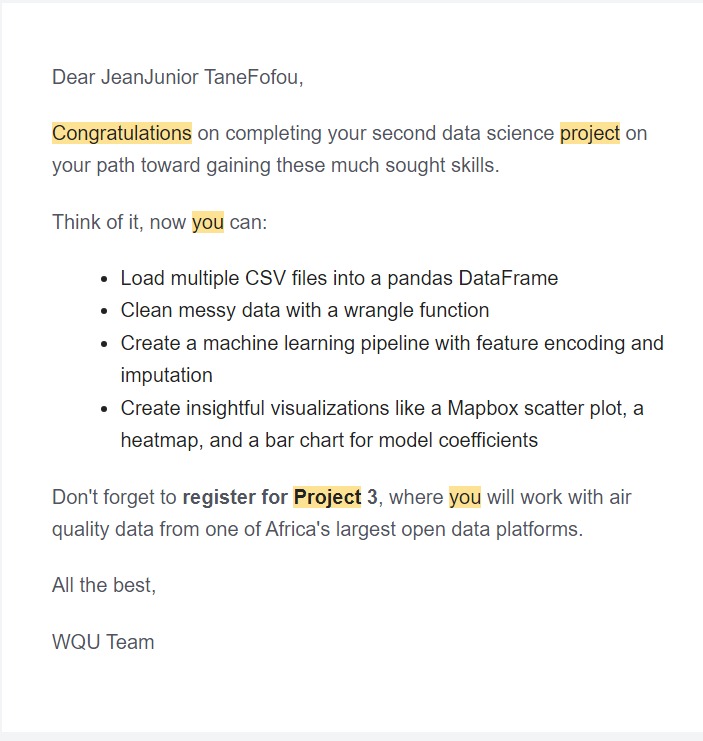 Dear JeanJunior TaneFofou,
Congratulations on completing your second data science project on
your path toward gaining these much sought skills.
Think of it, now you can:
• Load multiple CSV files into a pandas DataFrame
• Clean messy data with a wrangle function
• Create a machine learning pipeline with feature encoding and
imputation
• Create insightful visualizations like a Mapbox scatter plot, a
heatmap, and a bar chart for model coefficients
Don't forget to register for Project 3, where you will work with air
quality data from one of Africa's largest open data platforms.
All the best,
WQU Team